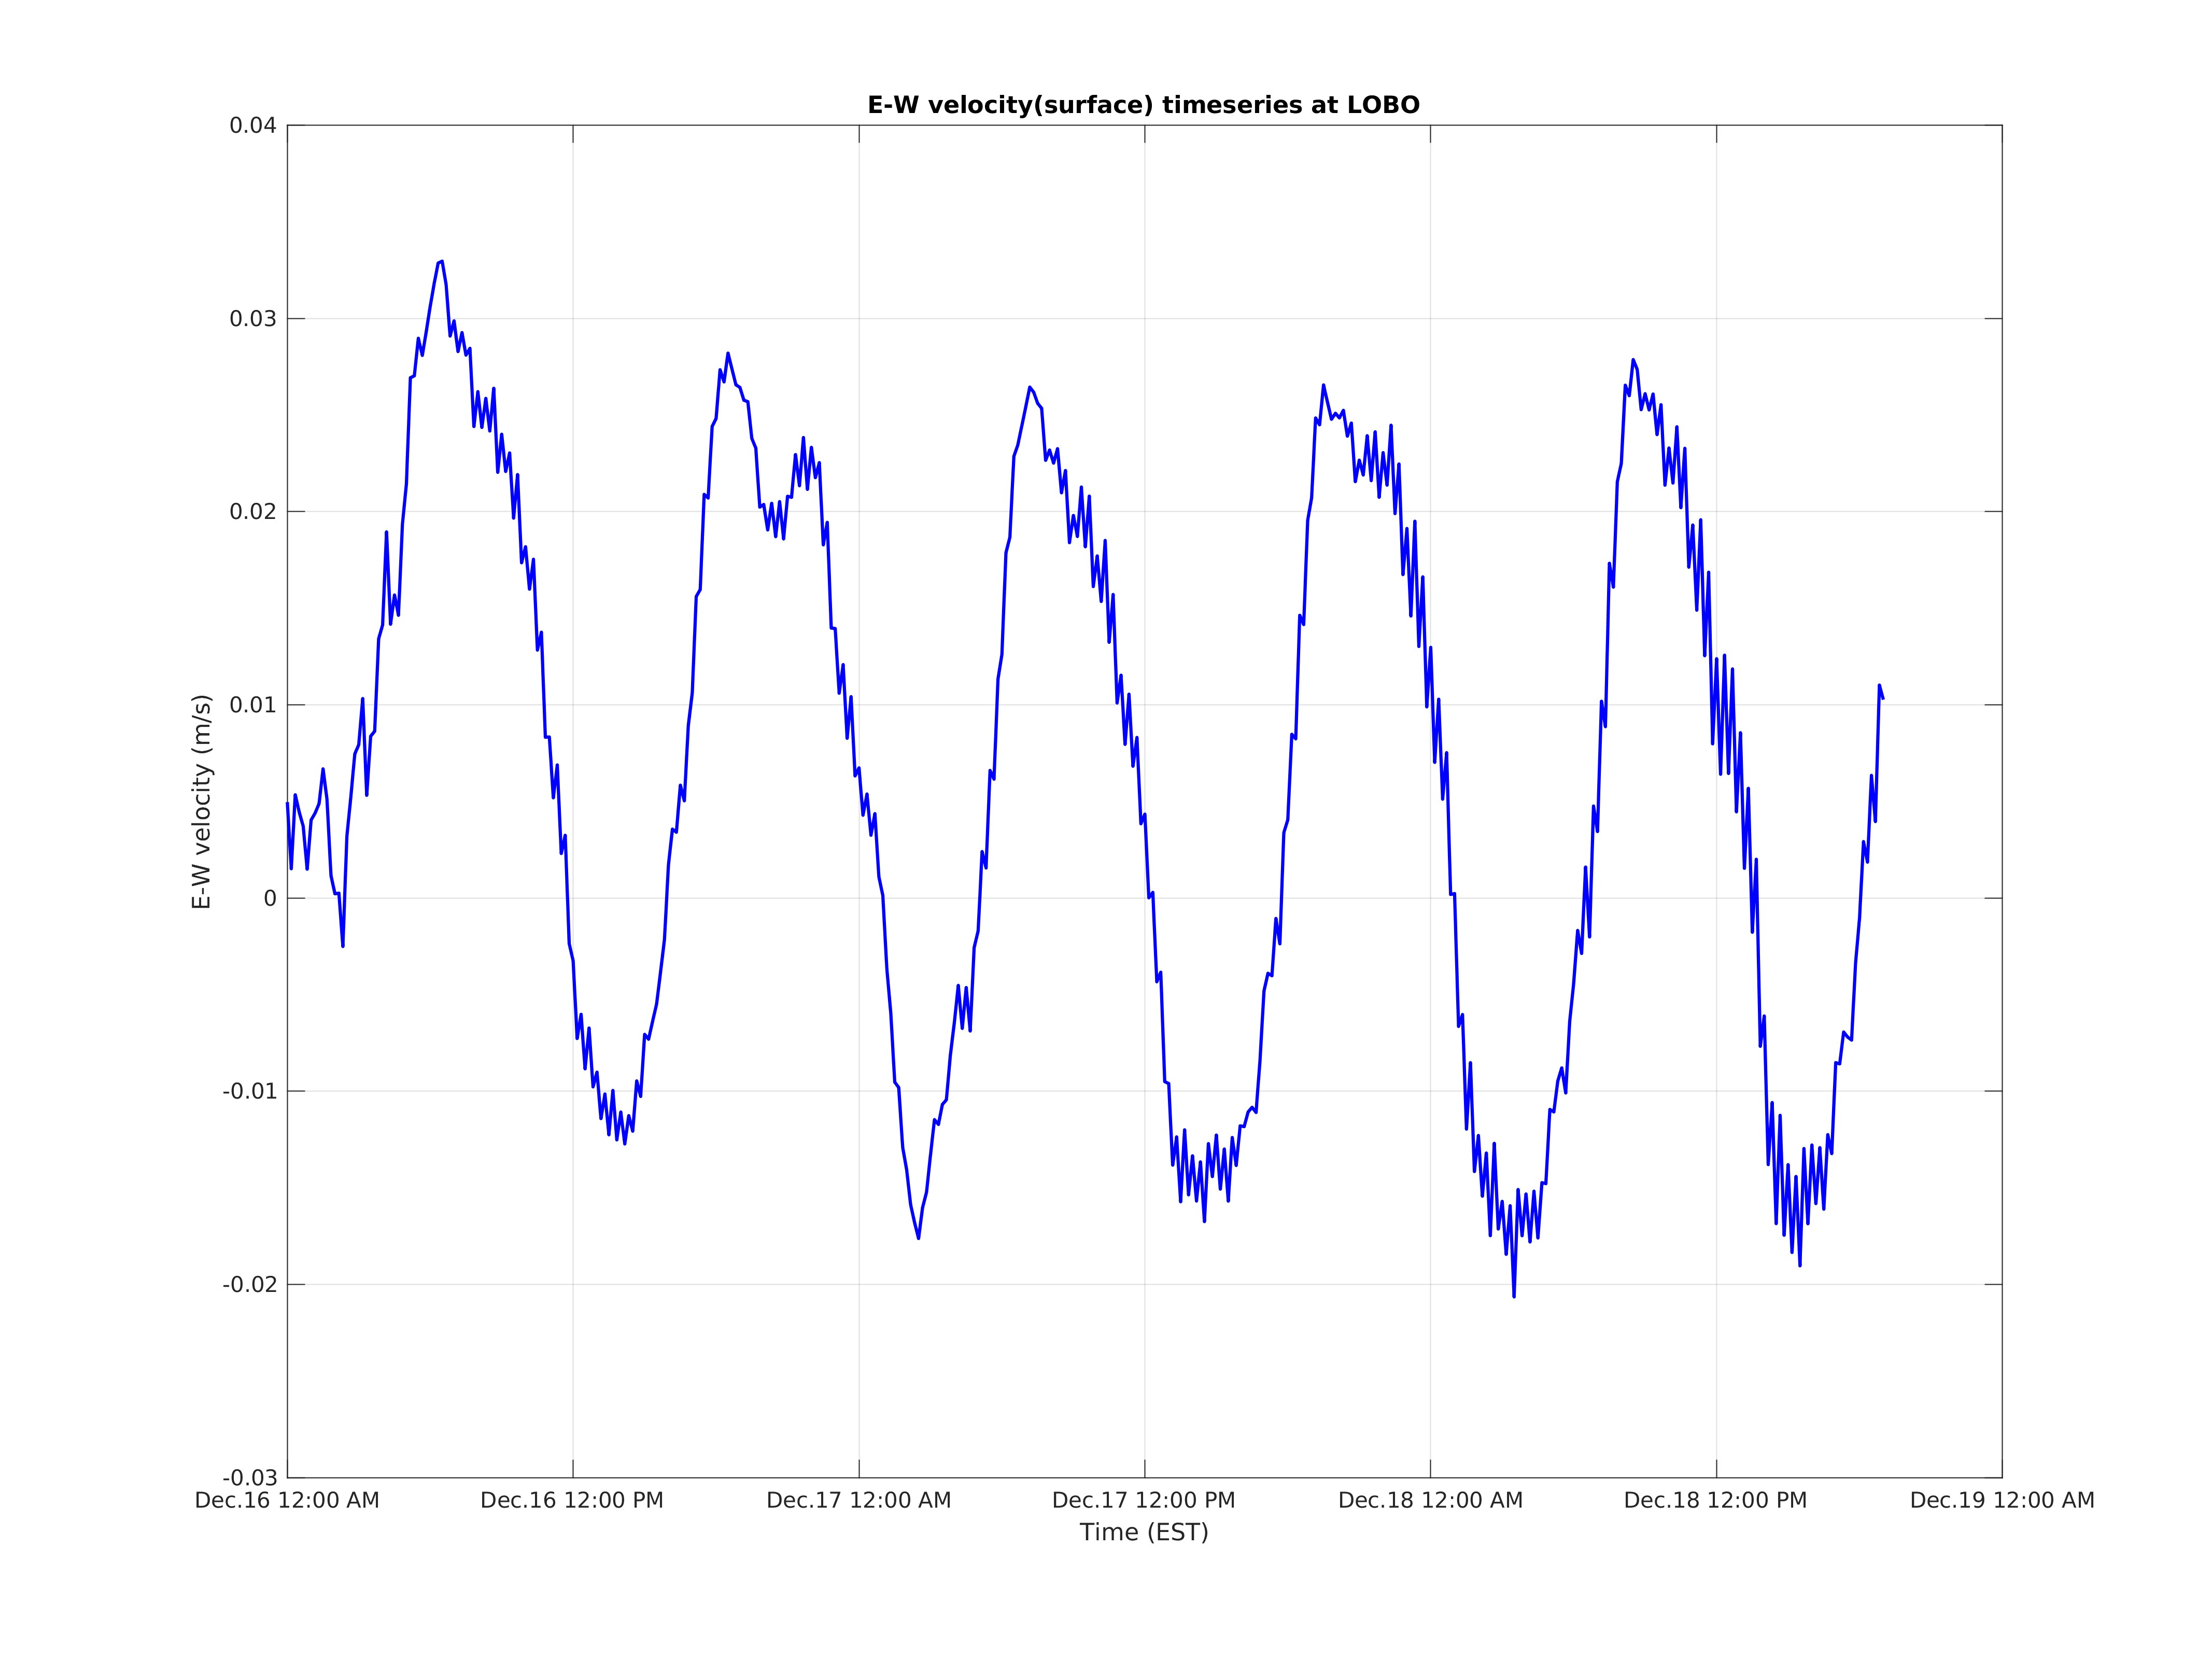 E-W velocity(surface) timeseries at LOBO
0.04
0.03
0.02
0.01
0
-0.01
-0.02
-0.03
E-W velocity (m/s)
Dec.16 12:00 AM
Dec.16 12:00 PM
Dec.17 12:00 AM
Dec.17 12:00 PM
Dec.18 12:00 AM
Dec.18 12:00 PM
Dec.19 12:00 AM
Time (EST)